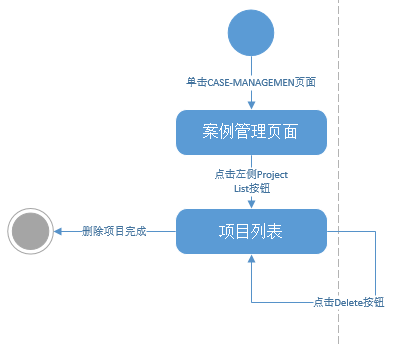 单击CASE-MANAGEMEN页面
案例管理页面
点击左侧Project
List按钮
删除项目完成
项目列表
点击Delete按钮